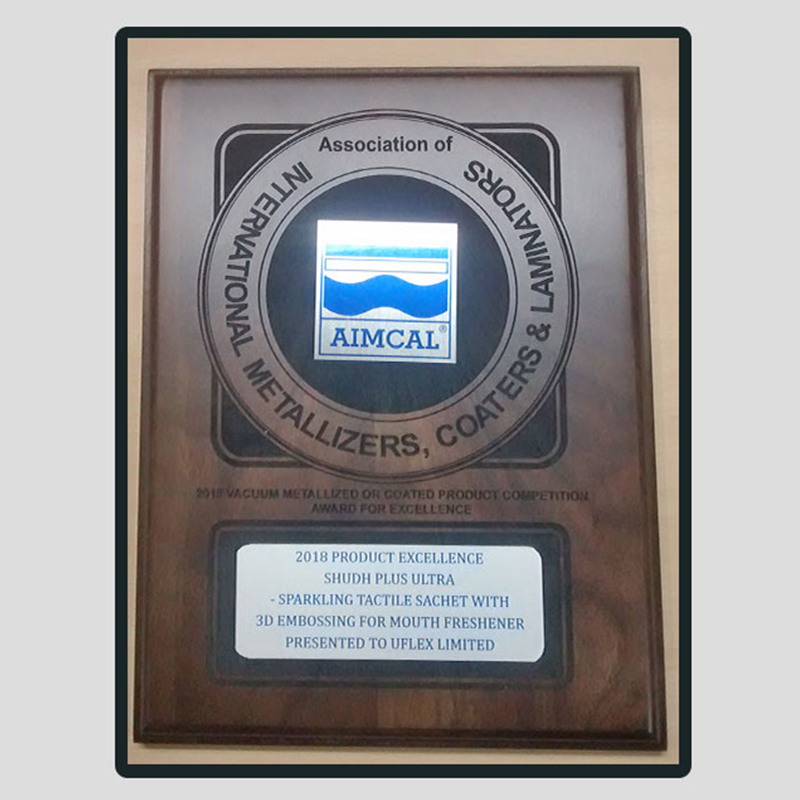 Association of
INTERNATIONAL METALLIZERS, COATERS & LAMINATORS
AIMCAL®
2018 VACUUM METALLIZED OR COATED PRODUCT COMPETITION
AWARD FOR EXCELLENCE
2018 PRODUCT EXCELLENCE
SHUDH PLUS ULTRA
- SPARKLING TACTILE SACHET WITH
3D EMBOSSING FOR MOUTH FRESHENER
PRESENTED TO UFLEX LIMITED